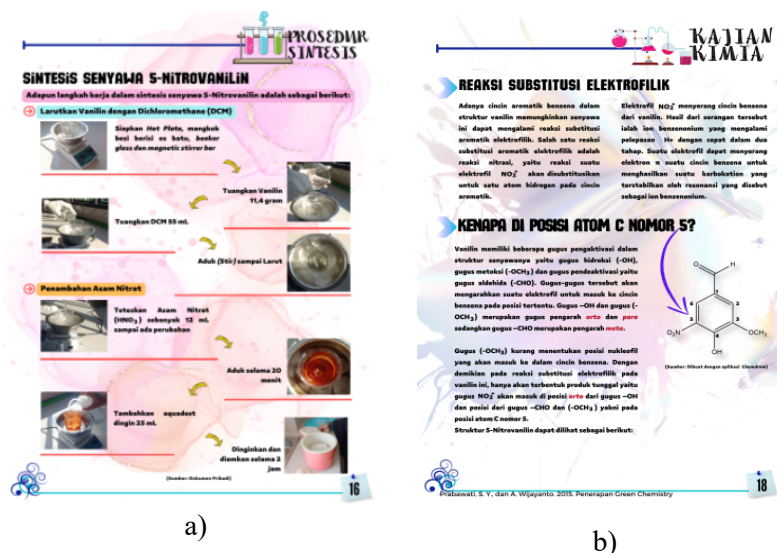 PROSEDUR
SINTESIS
SINTESIS SENYAWA 5-NITROVANILIN
Adapun langkah kerja dalam sintesis senyawa 5-Nitrovanilin adalah sebagai berikut:
Larutkan Vanilin dengan Dichloromethane (DCM)
Siapkan Hot Plate, mangkok
besi berisi es batu, beaker
glass dan magnetic stirrer bar
Tuangkan Vanilin
11,4 gram
Tuangkan DCM 55 mL
Aduk (Stir) sampai Larut
Penambahan Asam Nitrat
Teteskan Asam Nitrat
(HNO3) sebanyak 12 mL
sampai ada perubahan
Aduk selama 20
menit
Tambahkan aquadest
dingin 25 mL
Dinginkan dan
diamkan selama 2
jam
(Sumber: Dokumen Pribadi)
16
a)
KAJIAN
KIMIA
REAKSI SUBSTITUSI ELEKTROFILIK
Adanya cincin aromatik benzena dalam
struktur vanilin memungkinkan senyawa
ini dapat mengalami reaksi substitusi
aromatik elektrofilik. Salah satu reaksi
substitusi aromatik elektrofilik adalah
reaksi nitrasi, yaitu reaksi suatu
elektrofil NO2+ akan disubstitusikan
untuk satu atom hidrogen pada cincin
aromatik.
Elektrofil NO2+ menyerang cincin benzena
dari vanilin. Hasil dari serangan tersebut
ialah ion benzenonium yang mengalami
pelepasan H+ dengan cepat dalam dua
tahap. Suatu elektrofil dapat menyerang
elektron π suatu cincin benzena untuk
menghasilkan suatu karbokation yang
terstabilkan oleh resonansi yang disebut
sebagai ion benzenonium.
KENAPA DI POSISI ATOM C NOMOR 5?
Vanilin memiliki beberapa gugus pengaktivasi dalam
struktur senyawanya yaitu gugus hidroksi (-OH),
gugus metoksi (-OCH3) dan gugus pendeaktivasi yaitu
gugus aldehida (-CHO). Gugus-gugus tersebut akan
mengarahkan suatu elektrofil untuk masuk ke cincin
benzena pada posisi tertentu. Gugus -OH dan gugus (-
OCH3) merupakan gugus pengarah orto dan para
sedangkan gugus -CHO merupakan pengarah meta.
Gugus (-OCH3) kurang menentukan posisi nukleofil
yang akan masuk ke dalam cincin benzena. Dengan
demikian pada reaksi substitusi elektrofilik pada
vanilin ini, hanya akan terbentuk produk tunggal yaitu
gugus NO2+ akan masuk di posisi orto dari gugus -OH
dan posisi dari gugus -CHO dan (-OCH3) yakni pada
posisi atom C nomor 5.
Struktur 5-Nitrovanilin dapat dilihat sebagai berikut:
O
H
1
6
2
5
3
4
O2N
OCH3
OH
(Sumber: Dibuat dengan aplikasi Chemdraw)
Prabawati, S. Y., dan A. Wijayanto. 2015. Penerapan Green Chemistry
18
b)